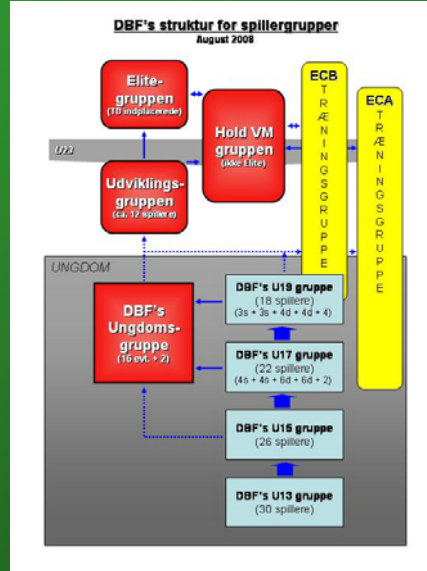 DBF's struktur for spillergrupper
August 2008
Elite-
gruppen
(10 indplacerede)
Hold VM
gruppen
(ikke Elite)
ECB
TRÆNINGSGRUPPE
ECA
TRÆNINGSGRUPPE
U23
Udviklings-
gruppen
(ca. 12 spillere)
UNGDOM
DBF's
Ungdoms-
gruppe
(16 evt. + 2)
DBF's U19 gruppe
(18 spillere)
(3s + 3s + 4d + 4d + 4)
DBF's U17 gruppe
(22 spillere)
(4s + 4s + 6d + 6d + 2)
DBF's U15 gruppe
(26 spillere)
DBF's U13 gruppe
(30 spillere)